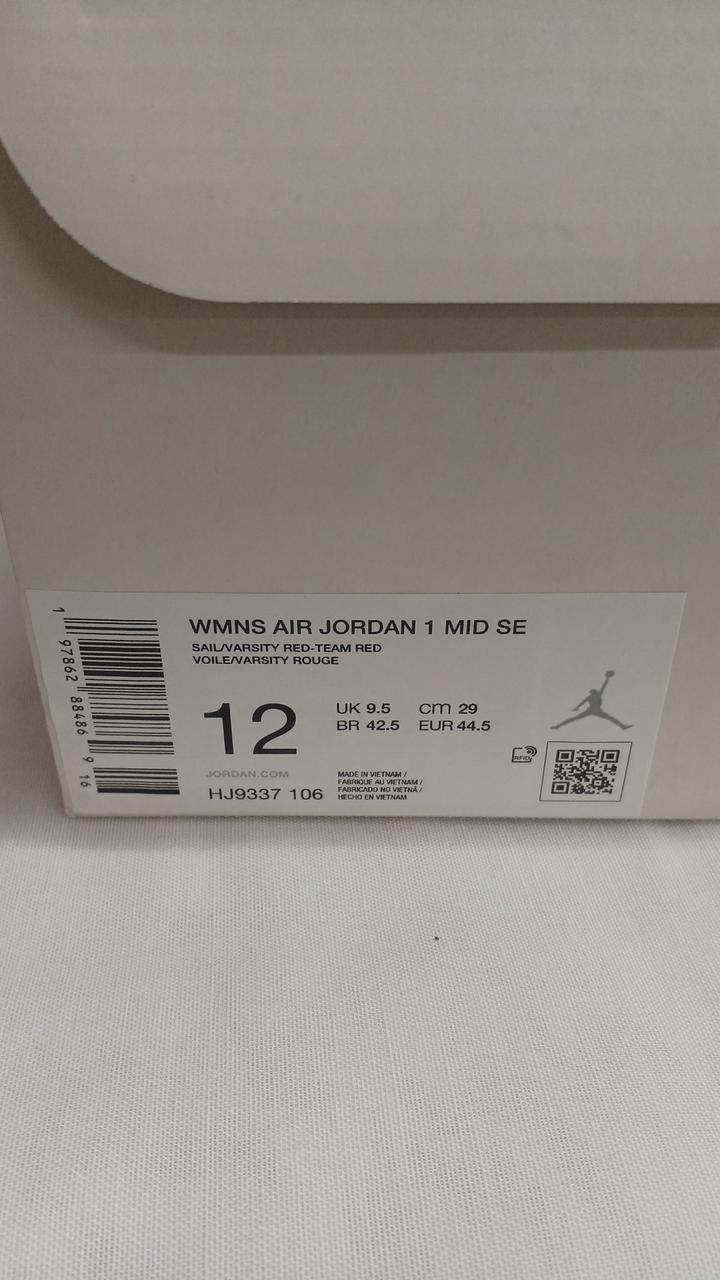 WMNS AIR JORDAN 1 MID SE
SAIL/VARSITY RED-TEAM RED
VOILE/VARSITY ROUGE
12
UK 9.5 cm 29
BR 42.5 EUR 44.5
JORDAN.COM
HJ9337 106
MADE IN VIETNAM /
FABRIQUE AU VIETNAM /
FABRICADO NO VIETNÃ /
HECHO EN VIETNAM
RFID
1 97862 88486 9 16